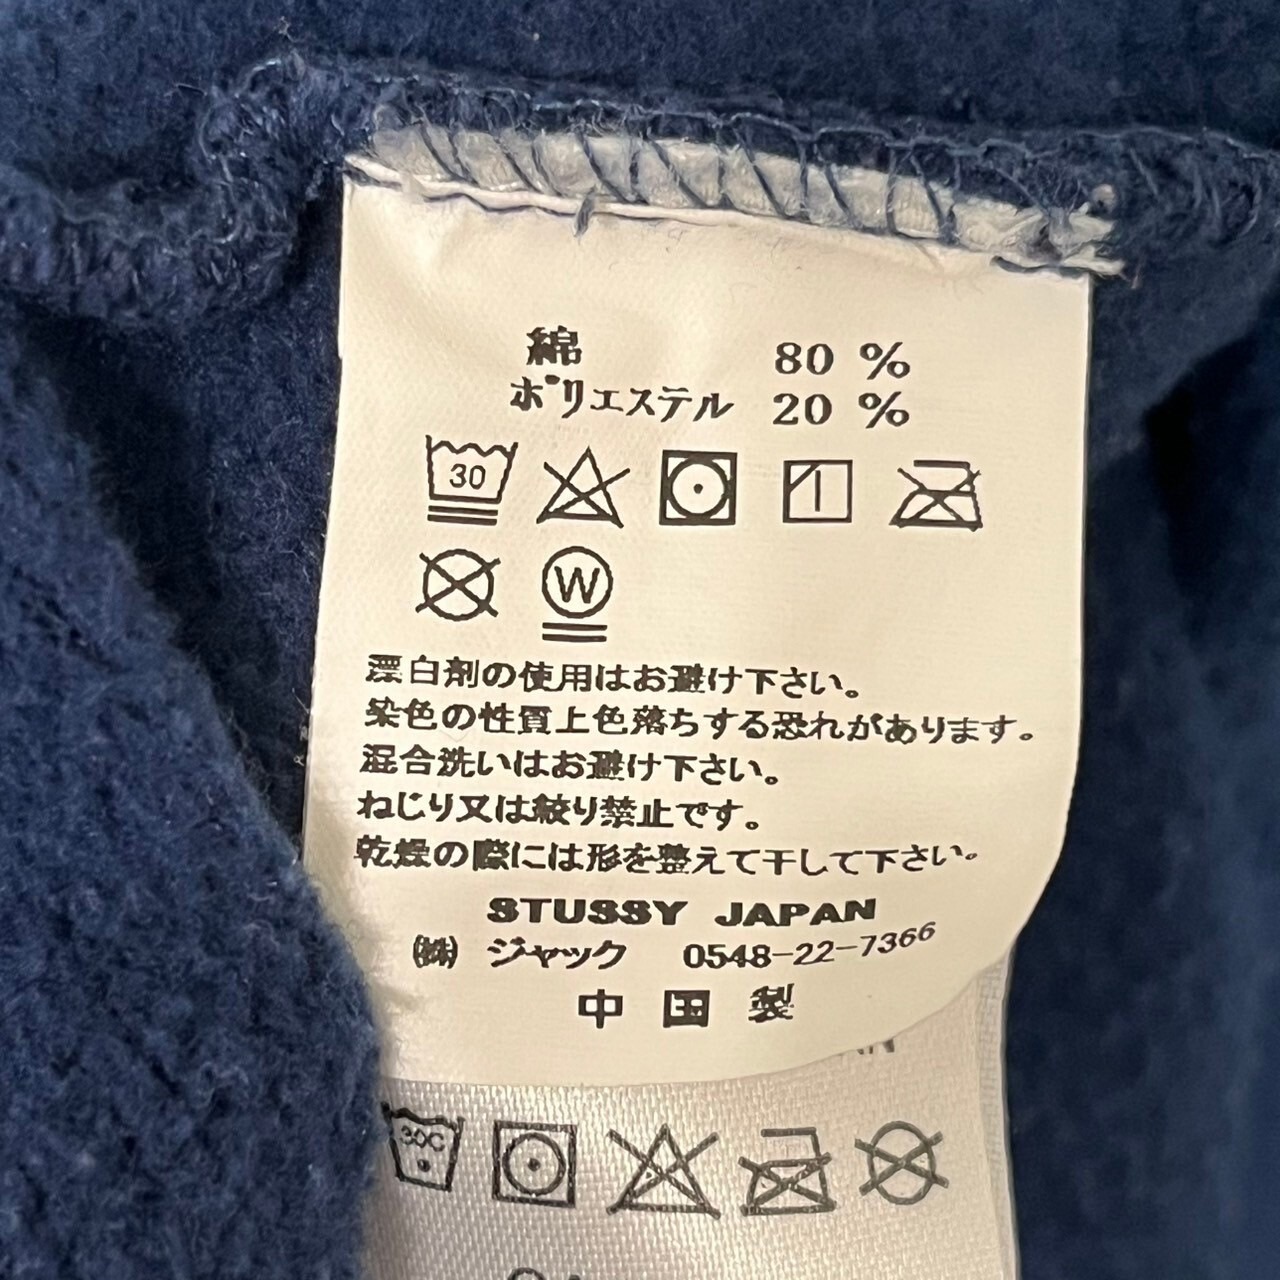 綿 80 %
ポリエステル 20 %
30
W
漂白剤の使用はお避け下さい。
染色の性質上色落ちする恐れがあります。
混合洗いはお避け下さい。
ねじり又は絞り禁止です。
乾燥の際には形を整えて干して下さい。
STUSSY JAPAN
㈱ ジャック 0548-22-7366
中国製
30C